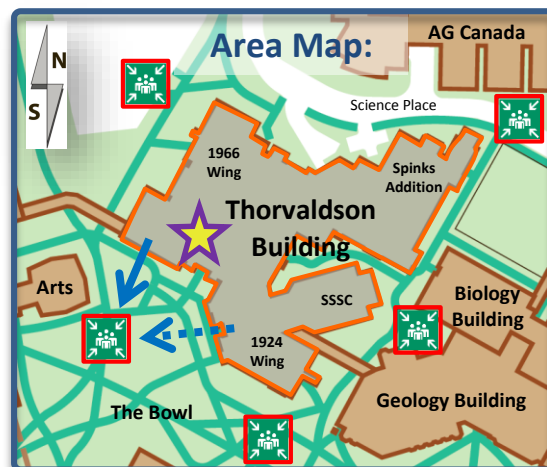 Area Map:
AG Canada
N
S
Science Place
1966
Wing
Spinks
Addition
Thorvaldson
Building
Arts
SSSC
Biology
Building
1924
Wing
The Bowl
Geology Building